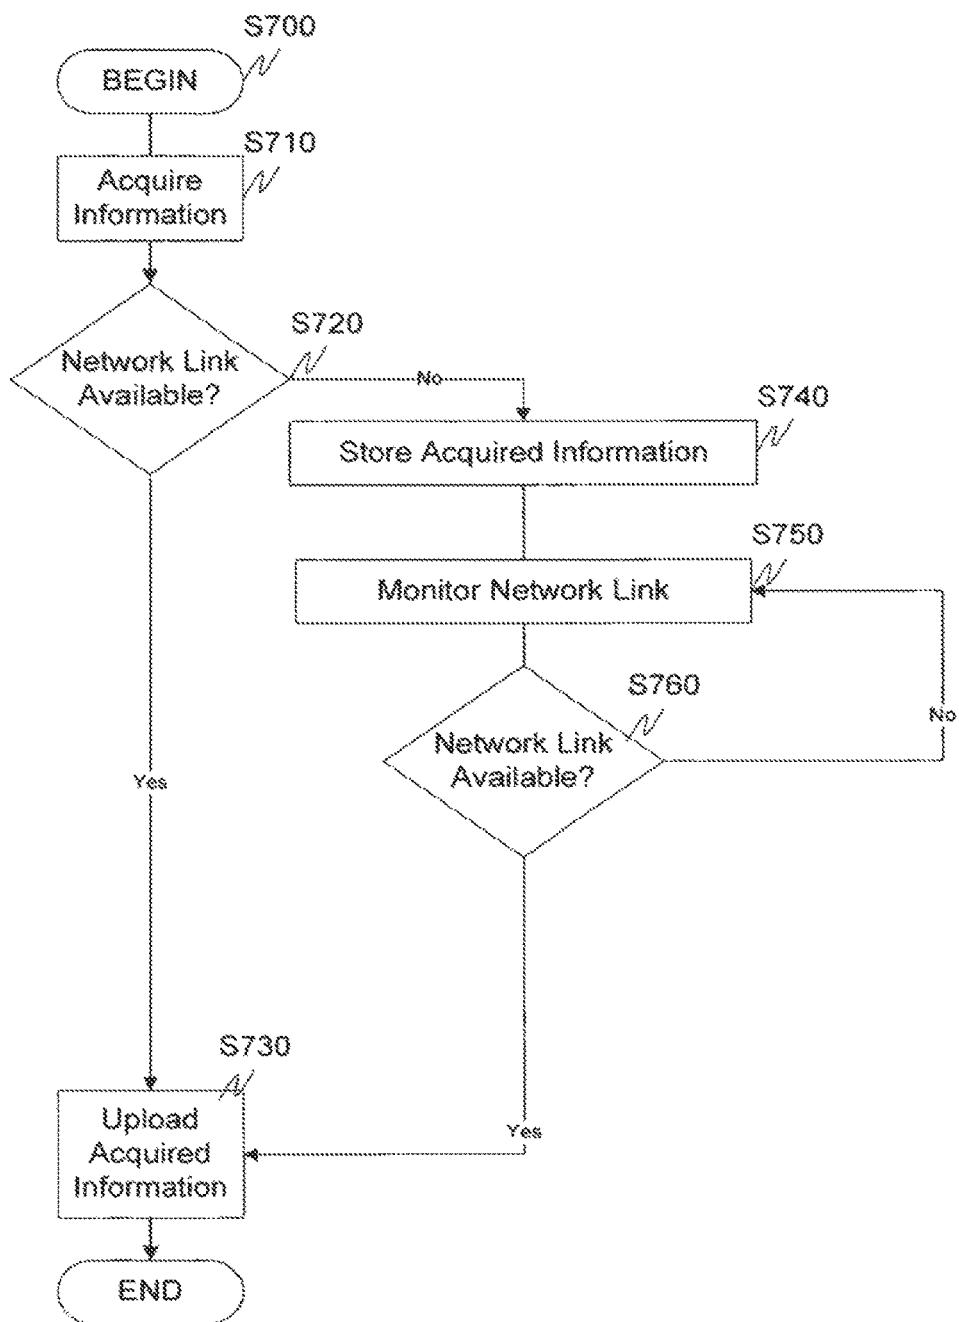 S700
BEGIN
S710
Acquire
Information
S720
Network Link
Available?
No
S740
Store Acquired Information
S750
Monitor Network Link
S760
Network Link
Available?
No
Yes
S730
Upload
Acquired
Information
Yes
END